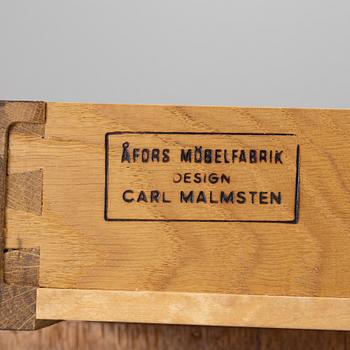 ÅFORS MÖBELFABRIK
DESIGN
CARL MALMSTEN